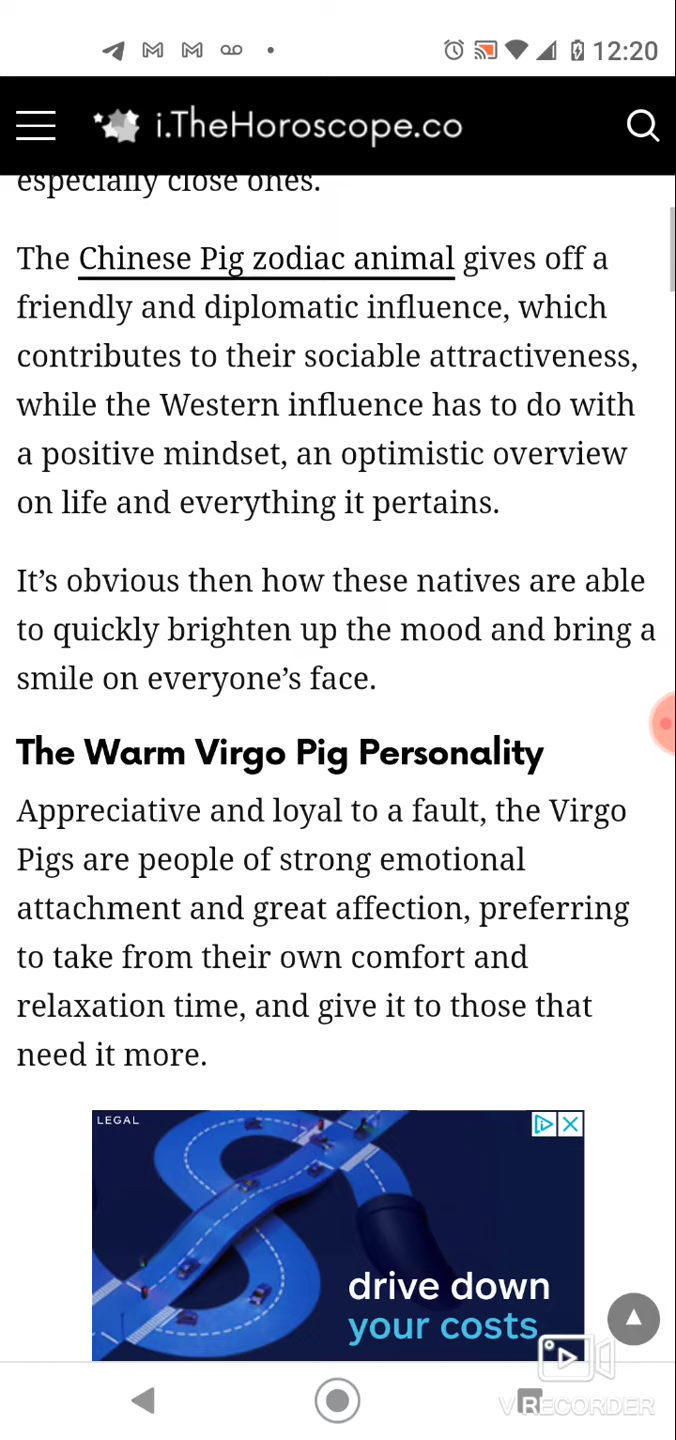 12:20
i.TheHoroscope.co
especially close ones.
The Chinese Pig zodiac animal gives off a
friendly and diplomatic influence, which
contributes to their sociable attractiveness,
while the Western influence has to do with
a positive mindset, an optimistic overview
on life and everything it pertains.
It’s obvious then how these natives are able
to quickly brighten up the mood and bring a
smile on everyone’s face.
The Warm Virgo Pig Personality
Appreciative and loyal to a fault, the Virgo
Pigs are people of strong emotional
attachment and great affection, preferring
to take from their own comfort and
relaxation time, and give it to those that
need it more.
LEGAL
drive down
your costs
VRECORDER